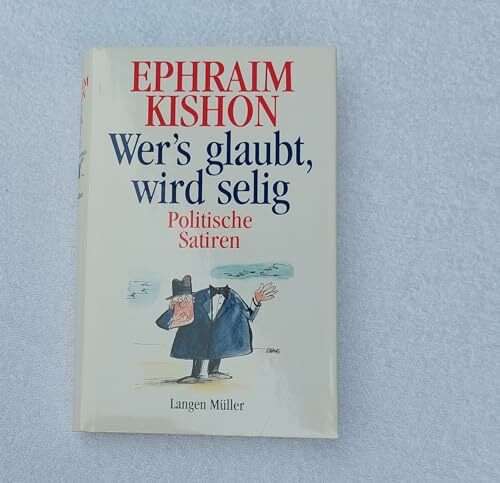 EPHRAIM
KISHON
Wer's glaubt,
wird selig
Politische
Satiren
Langen Müller